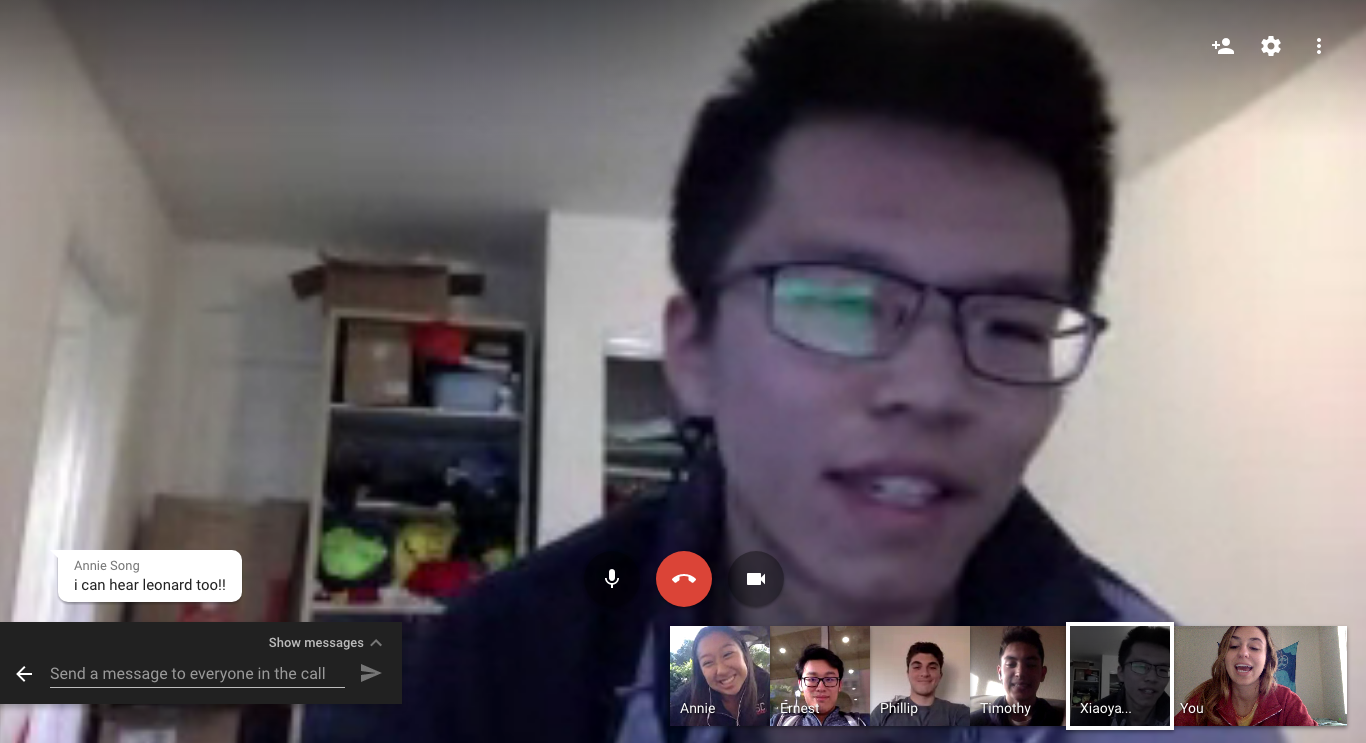 Annie Song
i can hear leonard too!!
Show messages
Send a message to everyone in the call
Annie
Ernest
Phillip
Timothy
Xiaoya...
You